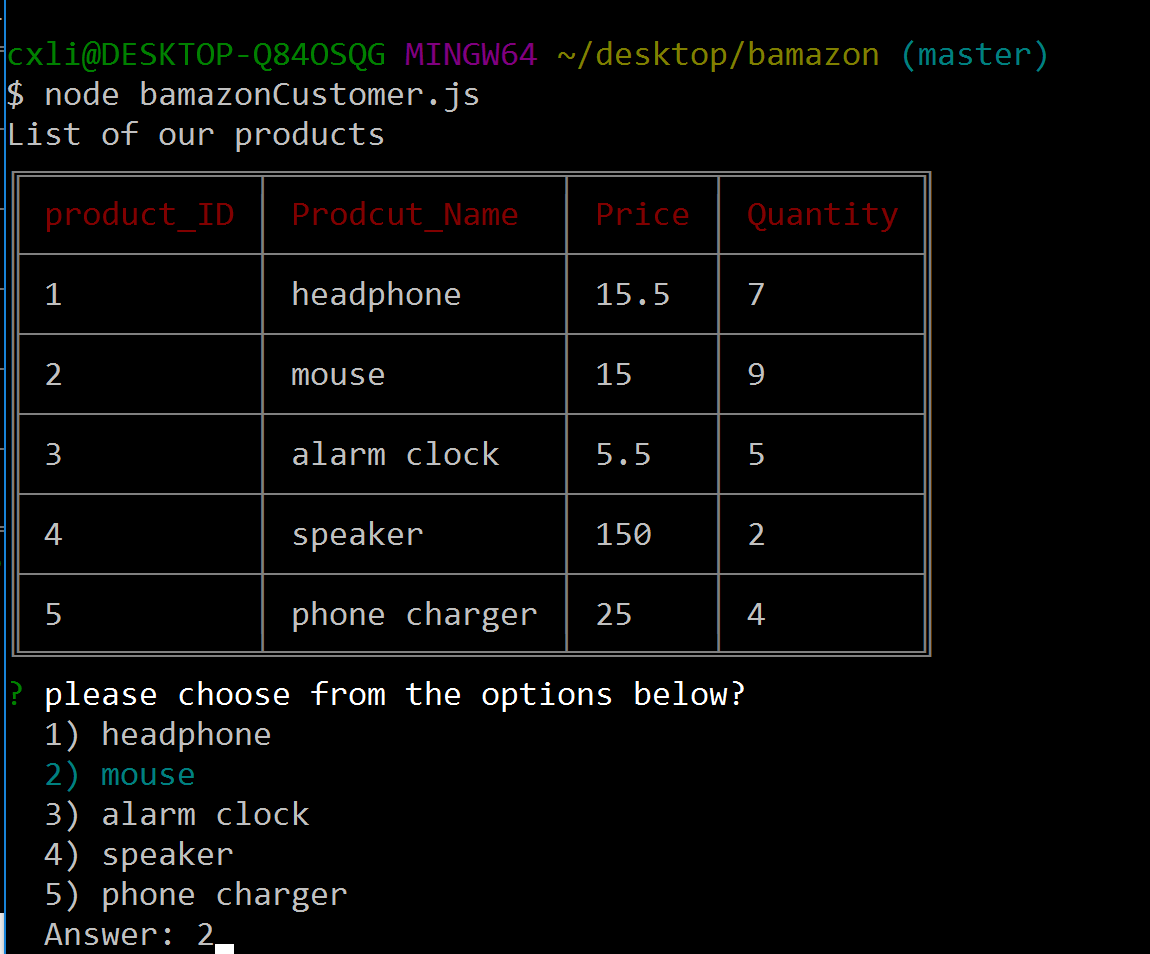 cxli@DESKTOP-Q84OSQG MINGW64 ~/desktop/bamazon (master)
$ node bamazonCustomer.js
List of our products
product_ID Prodcut_Name Price Quantity
1 headphone 15.5 7
2 mouse 15 9
3 alarm clock 5.5 5
4 speaker 150 2
5 phone charger 25 4
? please choose from the options below?
1) headphone
2) mouse
3) alarm clock
4) speaker
5) phone charger
Answer: 2